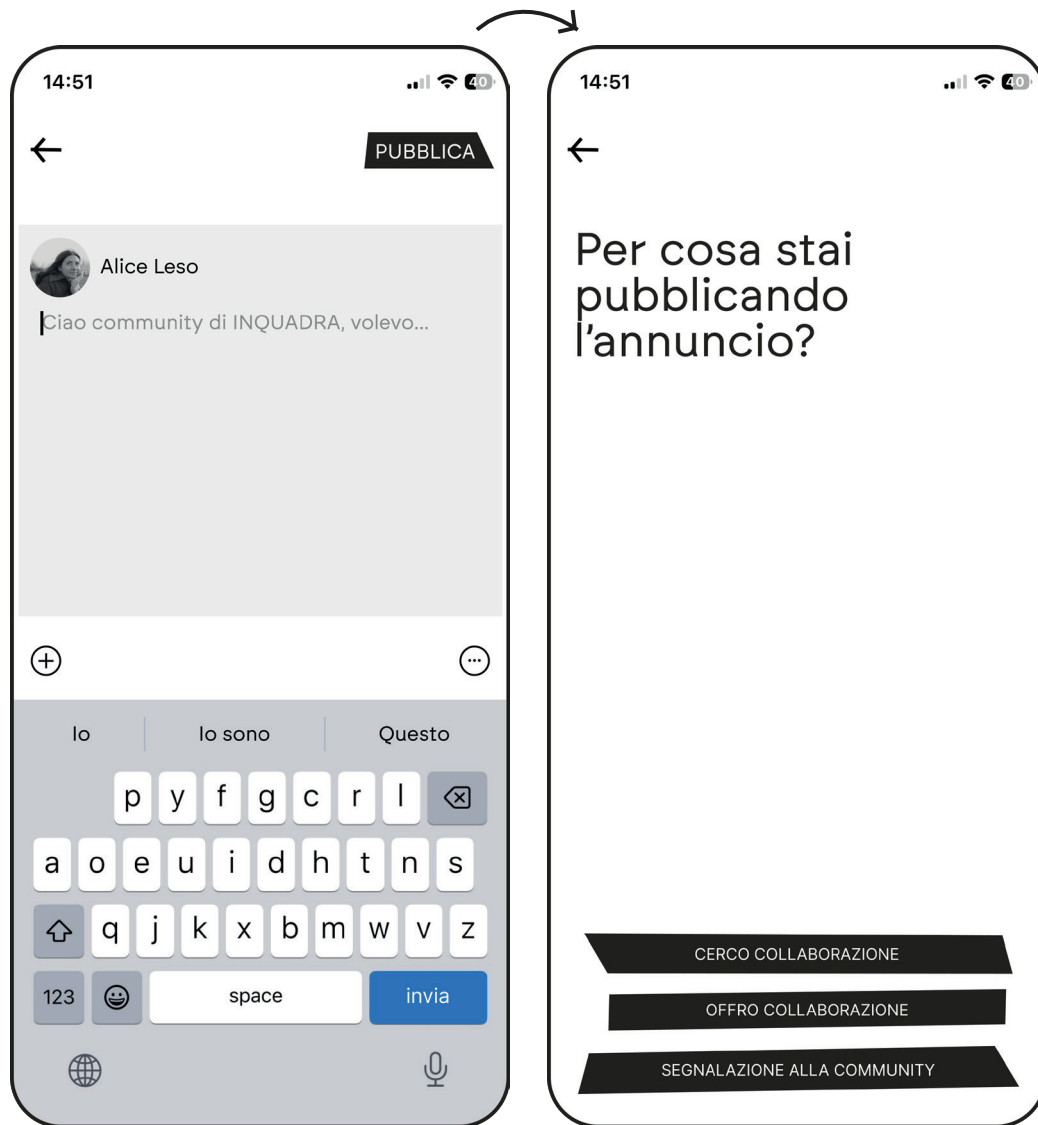 14:51
40
PUBBLICA
Alice Leso
Ciao community di INQUADRA, volevo...
Io
Io sono
Questo
p y f g c r l
a o e u i d h t n s
q j k x b m w v z
123
space
invia
14:51
40
Per cosa stai
pubblicando
l'annuncio?
CERCO COLLABORAZIONE
OFFRO COLLABORAZIONE
SEGNALAZIONE ALLA COMMUNITY